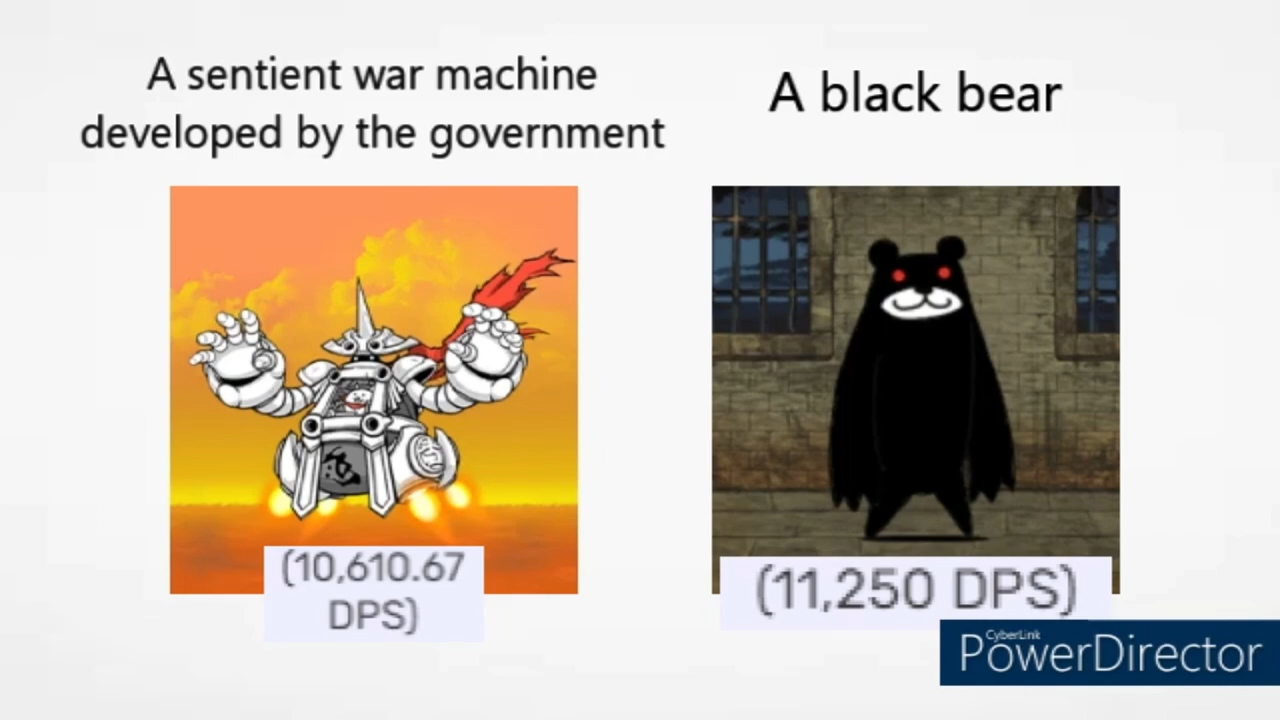 A sentient war machine
developed by the government
A black bear
(10,610.67
DPS)
(11,250 DPS)
CyberLink
PowerDirector